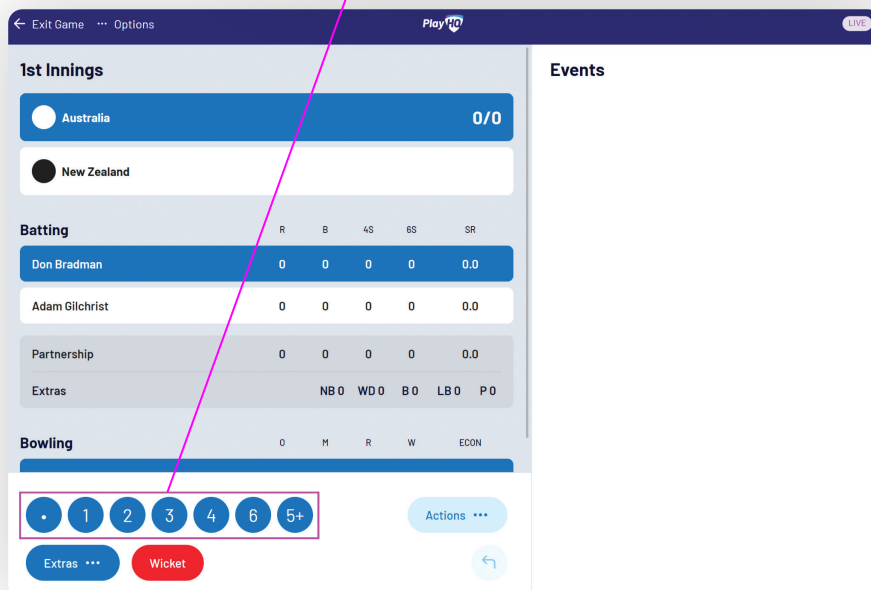 ← Exit Game ··· Options PlayHQ LIVE
1st Innings
Events
Australia 0/0
New Zealand
Batting R B 4S 6S SR
Don Bradman 0 0 0 0 0.0
Adam Gilchrist 0 0 0 0 0.0
Partnership 0 0 0 0 0.0
Extras NB 0 WD 0 B 0 LB 0 P 0
Bowling O M R W ECON
• 1 2 3 4 6 5+ Actions ···
Extras ··· Wicket